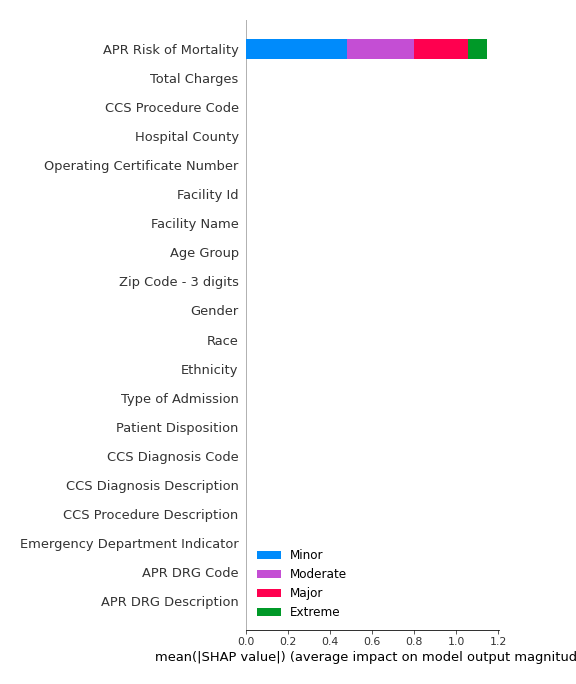 APR Risk of Mortality
Total Charges
CCS Procedure Code
Hospital County
Operating Certificate Number
Facility Id
Facility Name
Age Group
Zip Code - 3 digits
Gender
Race
Ethnicity
Type of Admission
Patient Disposition
CCS Diagnosis Code
CCS Diagnosis Description
CCS Procedure Description
Emergency Department Indicator
APR DRG Code
APR DRG Description
Minor
Moderate
Major
Extreme
0.0 0.2 0.4 0.6 0.8 1.0 1.2
mean(|SHAP value|) (average impact on model output magnitud